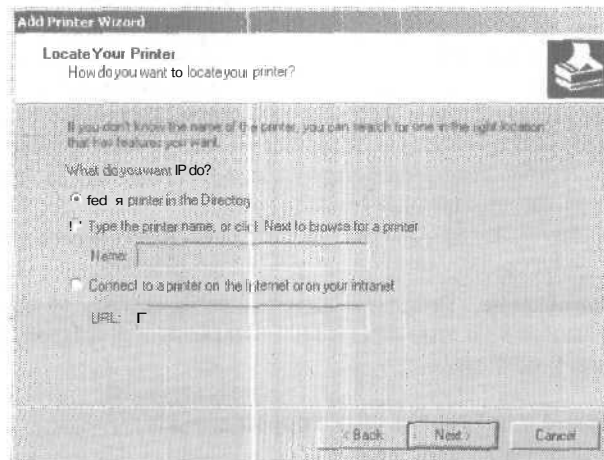 Add Printer Wizard
Locate Your Printer
How do you want to locate your printer?
If you don't know the name of the printer, you can search for one in the right location
that has features you want.
What do you want IP do?
fed я printer in the Directory
Type the printer name, or click Next to browse for a printer
Name:
Connect to a printer on the Internet or on your intranet
URL: Г
< Back
Next >
Cancel